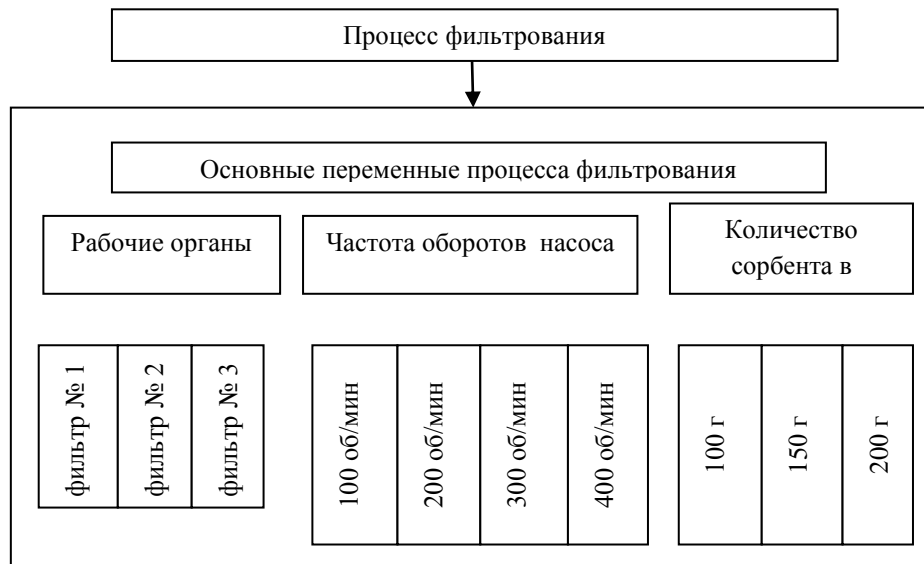 Процесс фильтрования
Основные переменные процесса фильтрования
Рабочие органы
Частота оборотов насоса
Количество
сорбента в
фильтр № 1
фильтр № 2
фильтр № 3
100 об/мин
200 об/мин
300 об/мин
400 об/мин
100 г
150 г
200 г